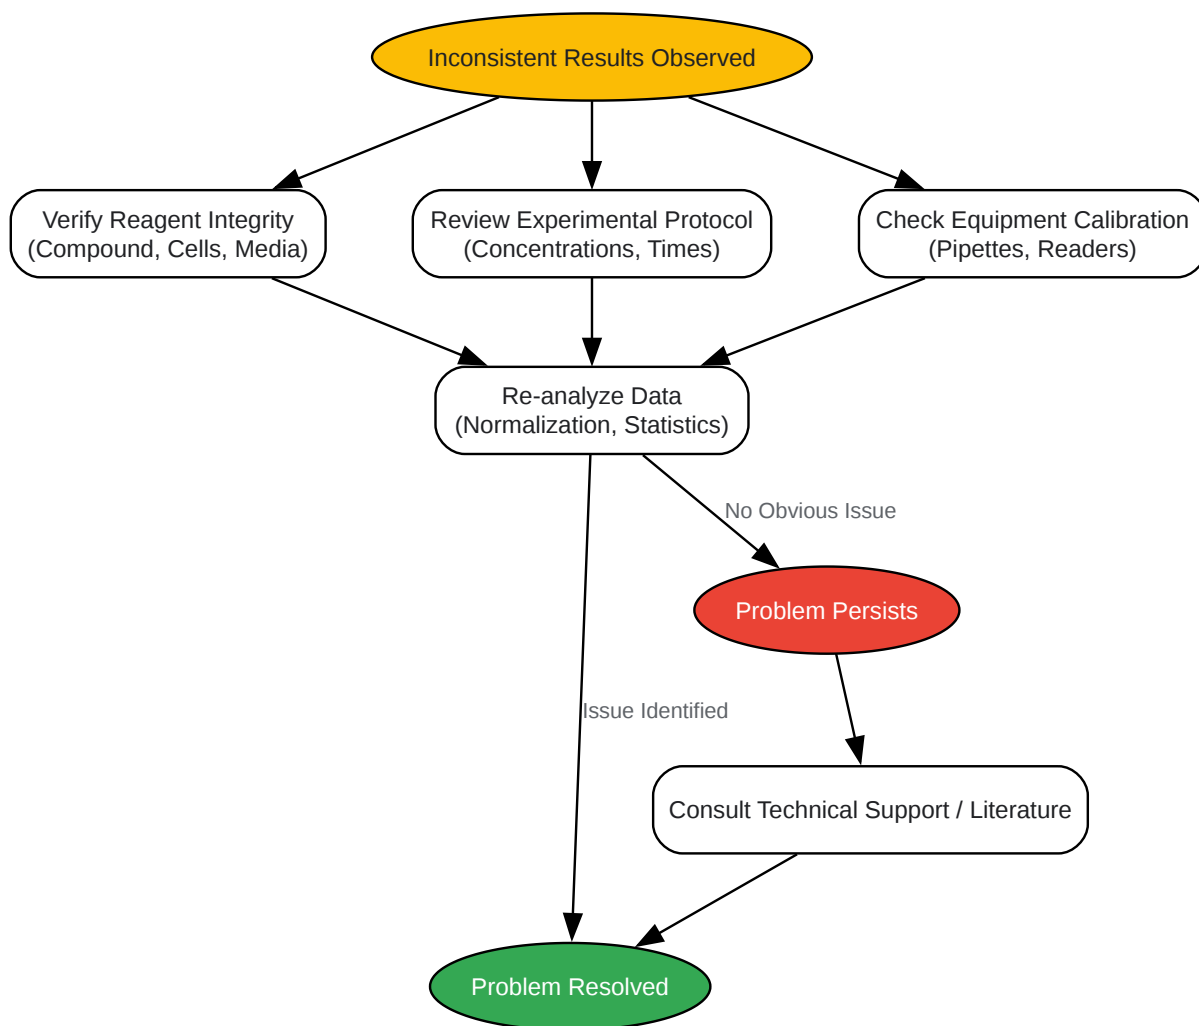 Inconsistent Results Observed
Verify Reagent Integrity
(Compound, Cells, Media)
Review Experimental Protocol
(Concentrations, Times)
Check Equipment Calibration
(Pipettes, Readers)
Re-analyze Data
(Normalization, Statistics)
No Obvious Issue
Problem Persists
Issue Identified
Consult Technical Support / Literature
Problem Resolved